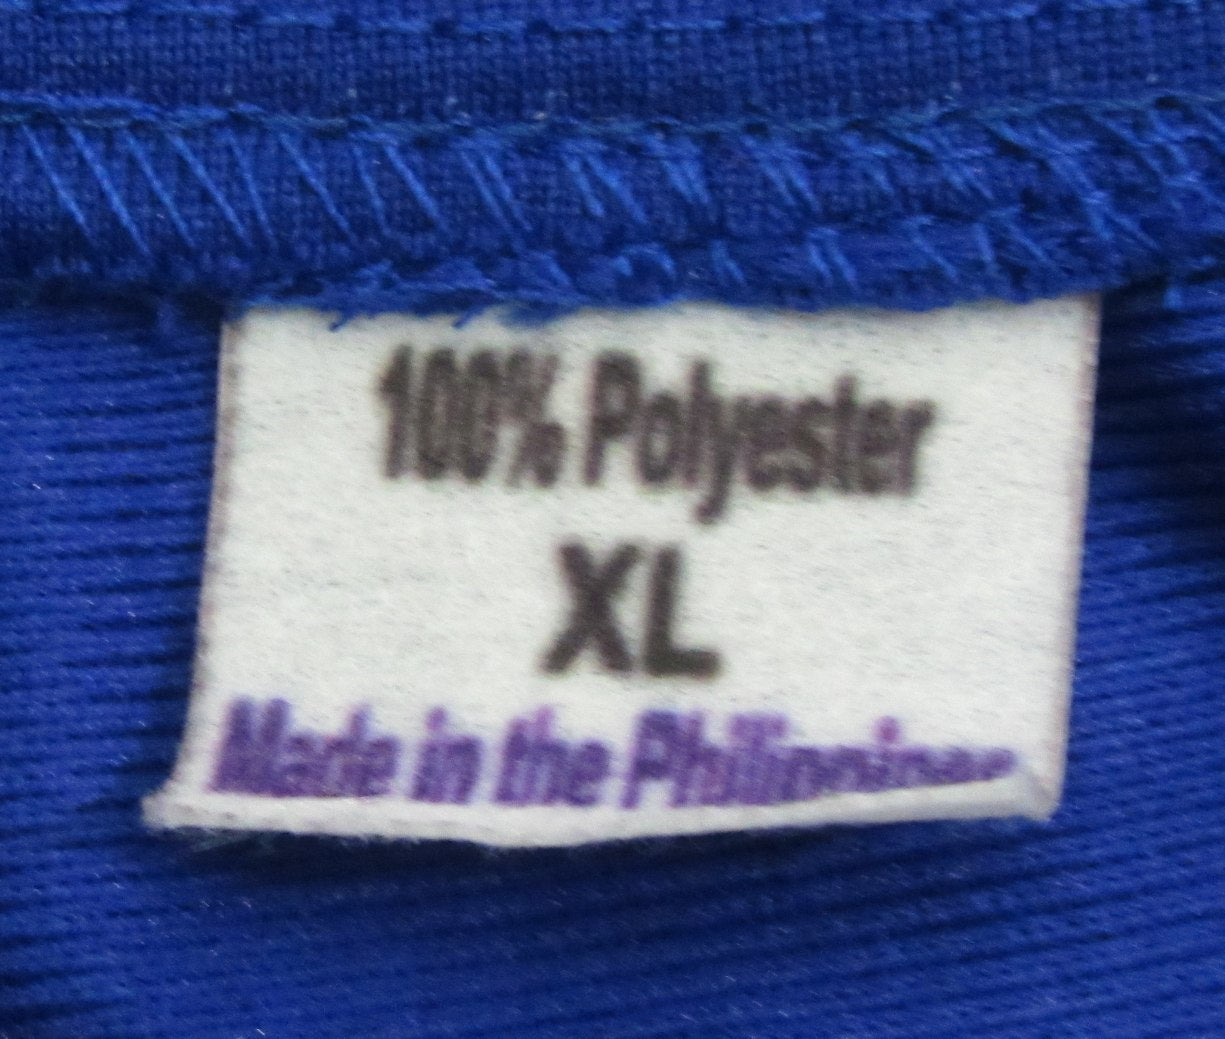 100% Polyester
XL
Made in the Philippines